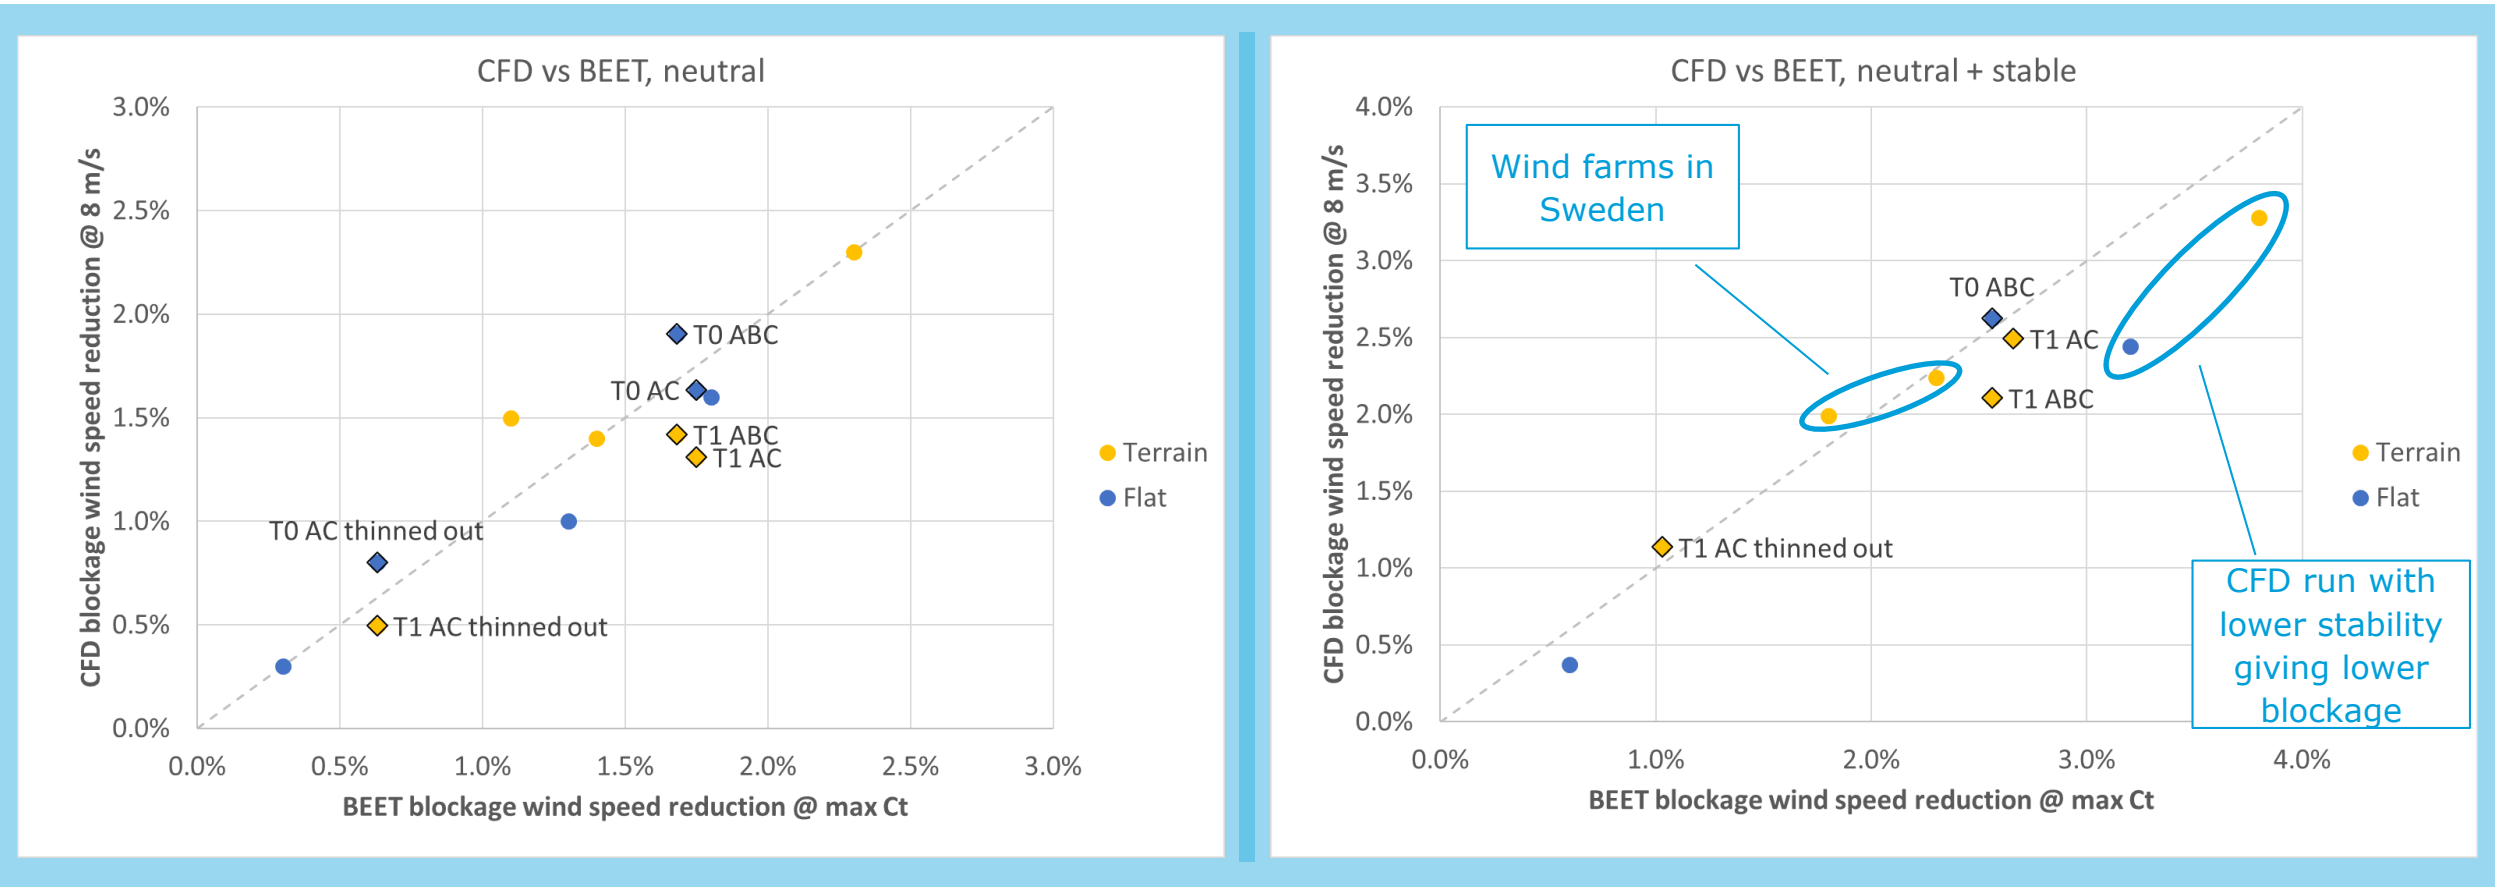 CFD vs BEET, neutral
3.0%
2.5%
2.0%
1.5%
1.0%
0.5%
0.0%
CFD blockage wind speed reduction @ 8 m/s
T0 ABC
T0 AC
T1 ABC
T1 AC
T0 AC thinned out
T1 AC thinned out
Terrain
Flat
0.0% 0.5% 1.0% 1.5% 2.0% 2.5% 3.0%
BEET blockage wind speed reduction @ max Ct
CFD vs BEET, neutral + stable
4.0%
3.5%
3.0%
2.5%
2.0%
1.5%
1.0%
0.5%
0.0%
CFD blockage wind speed reduction @ 8 m/s
Wind farms in
Sweden
T0 ABC
T1 AC
T1 ABC
T1 AC thinned out
Terrain
Flat
CFD run with
lower stability
giving lower
blockage
0.0% 1.0% 2.0% 3.0% 4.0%
BEET blockage wind speed reduction @ max Ct